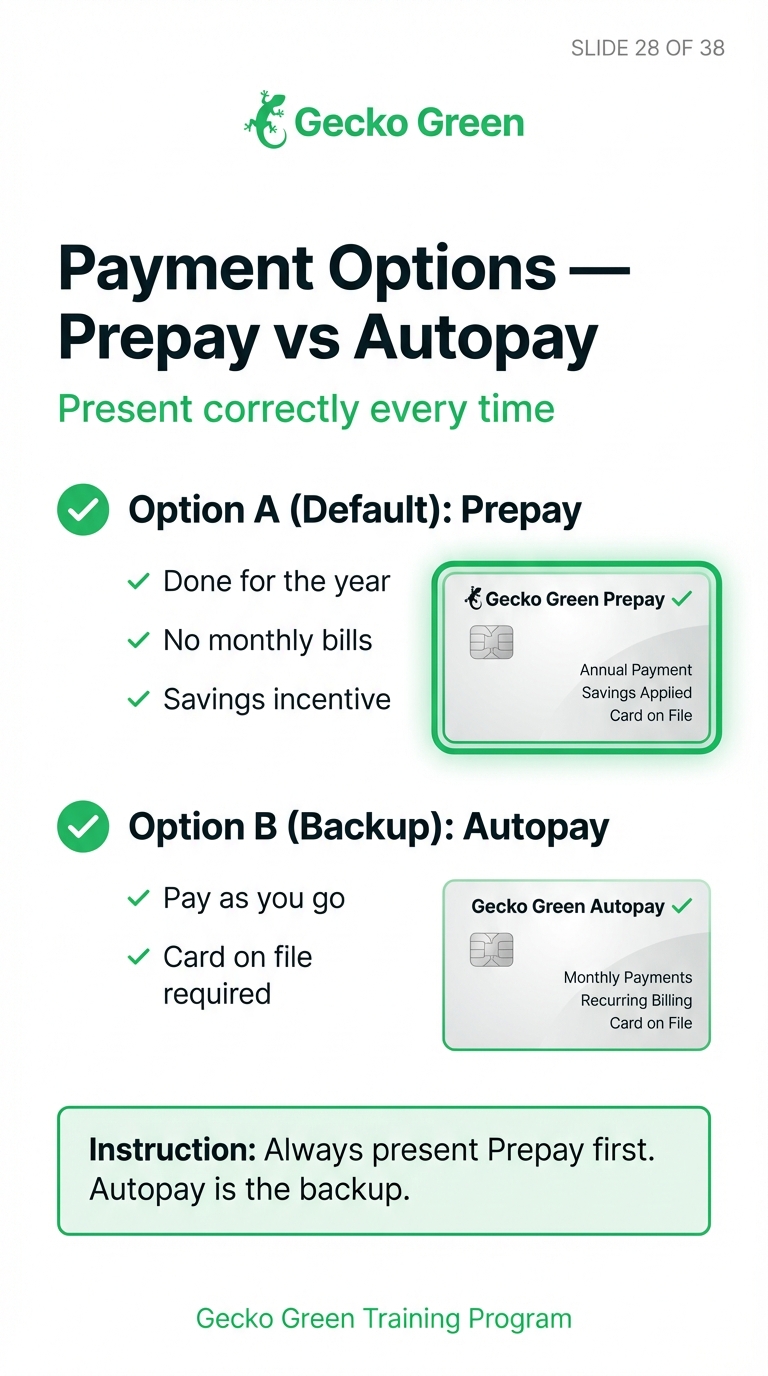 SLIDE 28 OF 38
Gecko Green
Payment Options —
Prepay vs Autopay
Present correctly every time
Option A (Default): Prepay
Done for the year
No monthly bills
Savings incentive
Gecko Green Prepay
Annual Payment
Savings Applied
Card on File
Option B (Backup): Autopay
Pay as you go
Card on file
required
Gecko Green Autopay
Monthly Payments
Recurring Billing
Card on File
Instruction: Always present Prepay first.
Autopay is the backup.
Gecko Green Training Program